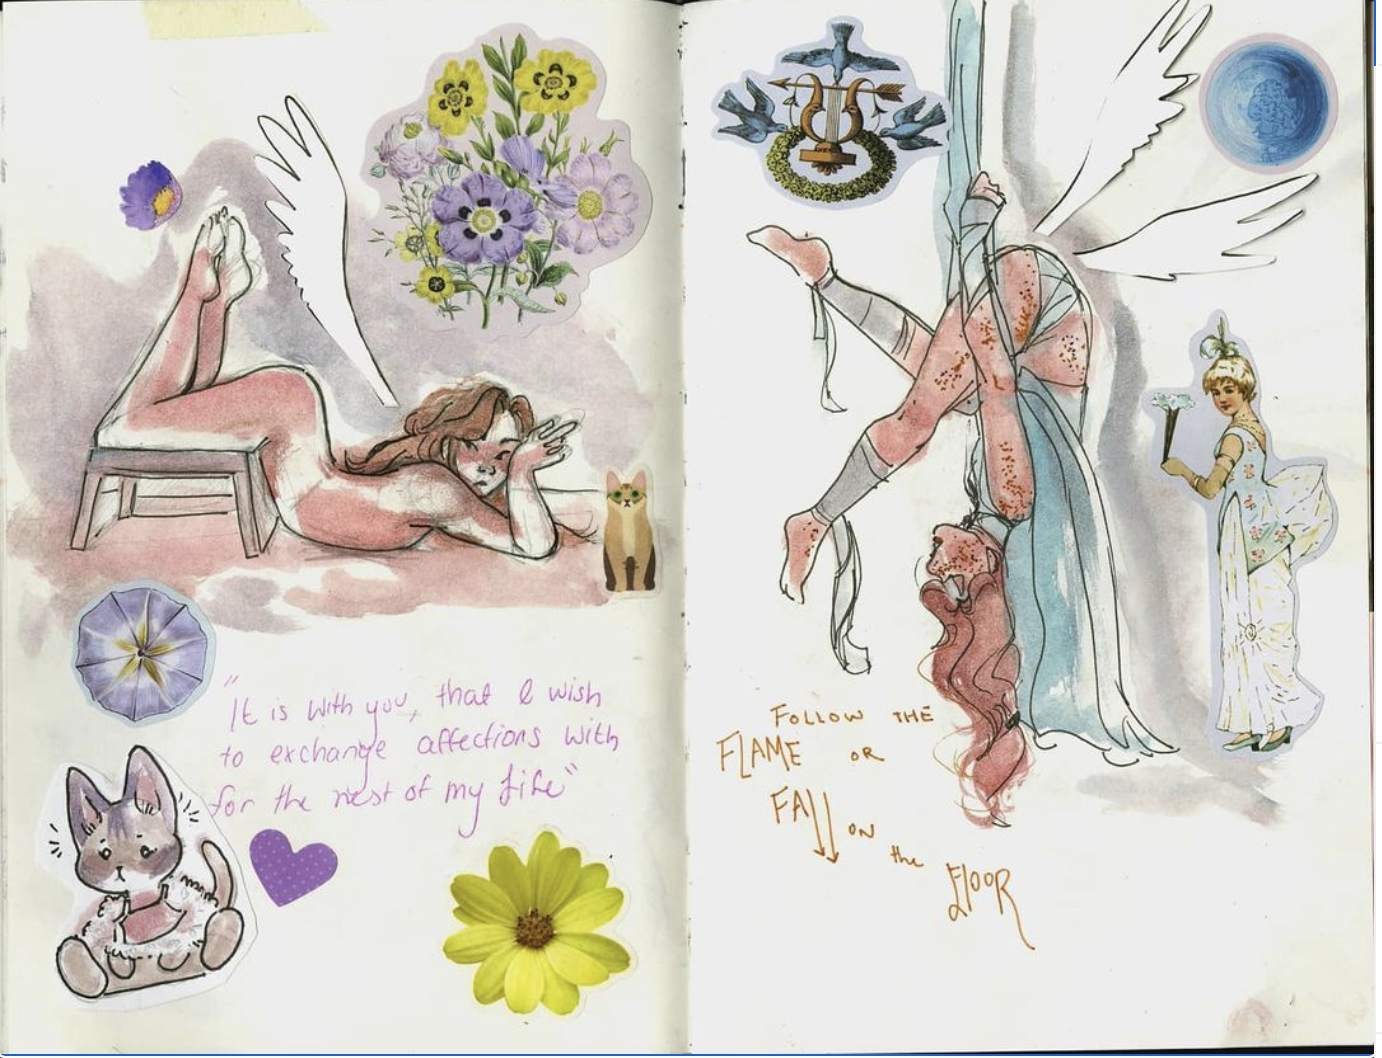 "It is with you, that I wish
to exchange affections with
for the rest of my life"
FOLLOW THE
FLAME OR
FAll ON
the
FlOOR